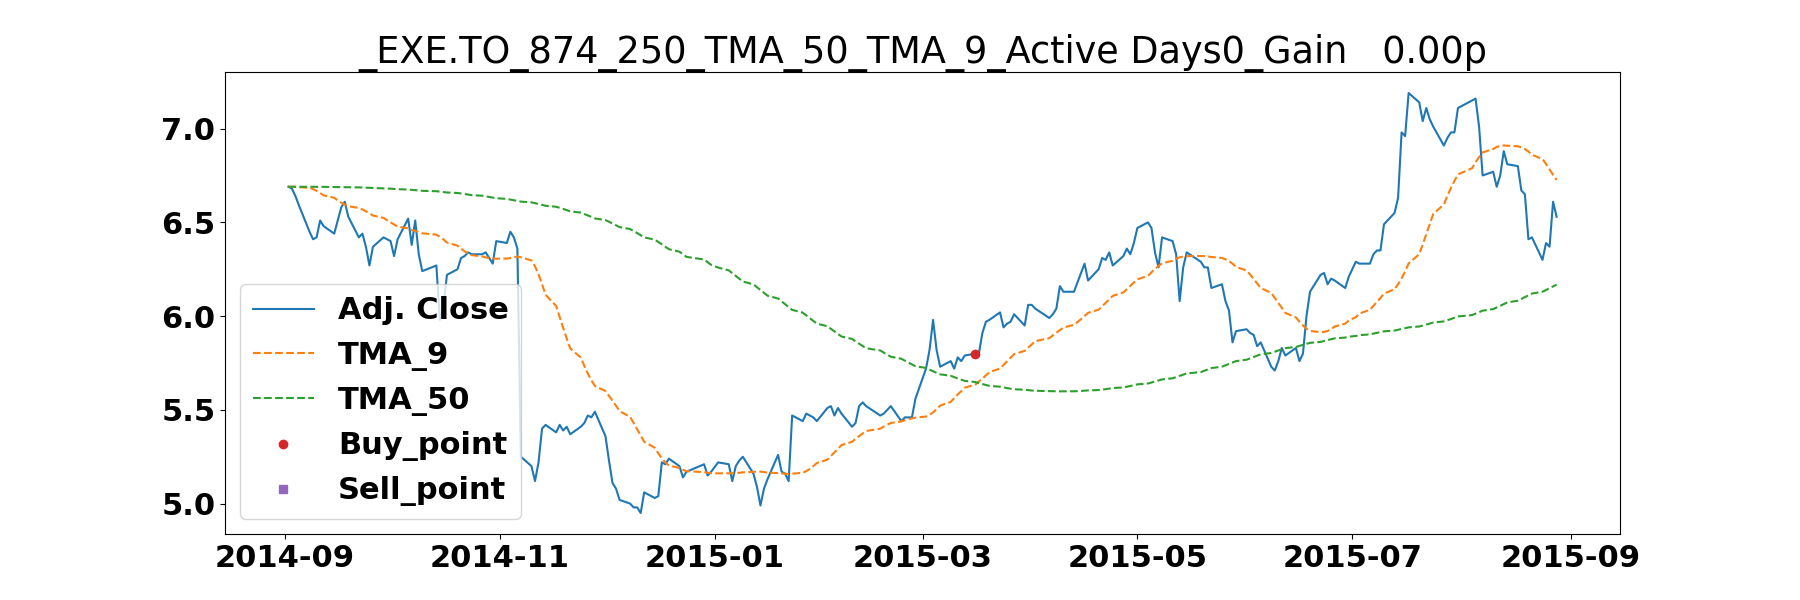 _EXE.TO_874_250_TMA_50_TMA_9_Active Days0_Gain   0.00p
7.0
6.5
6.0
5.5
5.0
Adj. Close
TMA_9
TMA_50
Buy_point
Sell_point
2014-09 2014-11 2015-01 2015-03 2015-05 2015-07 2015-09